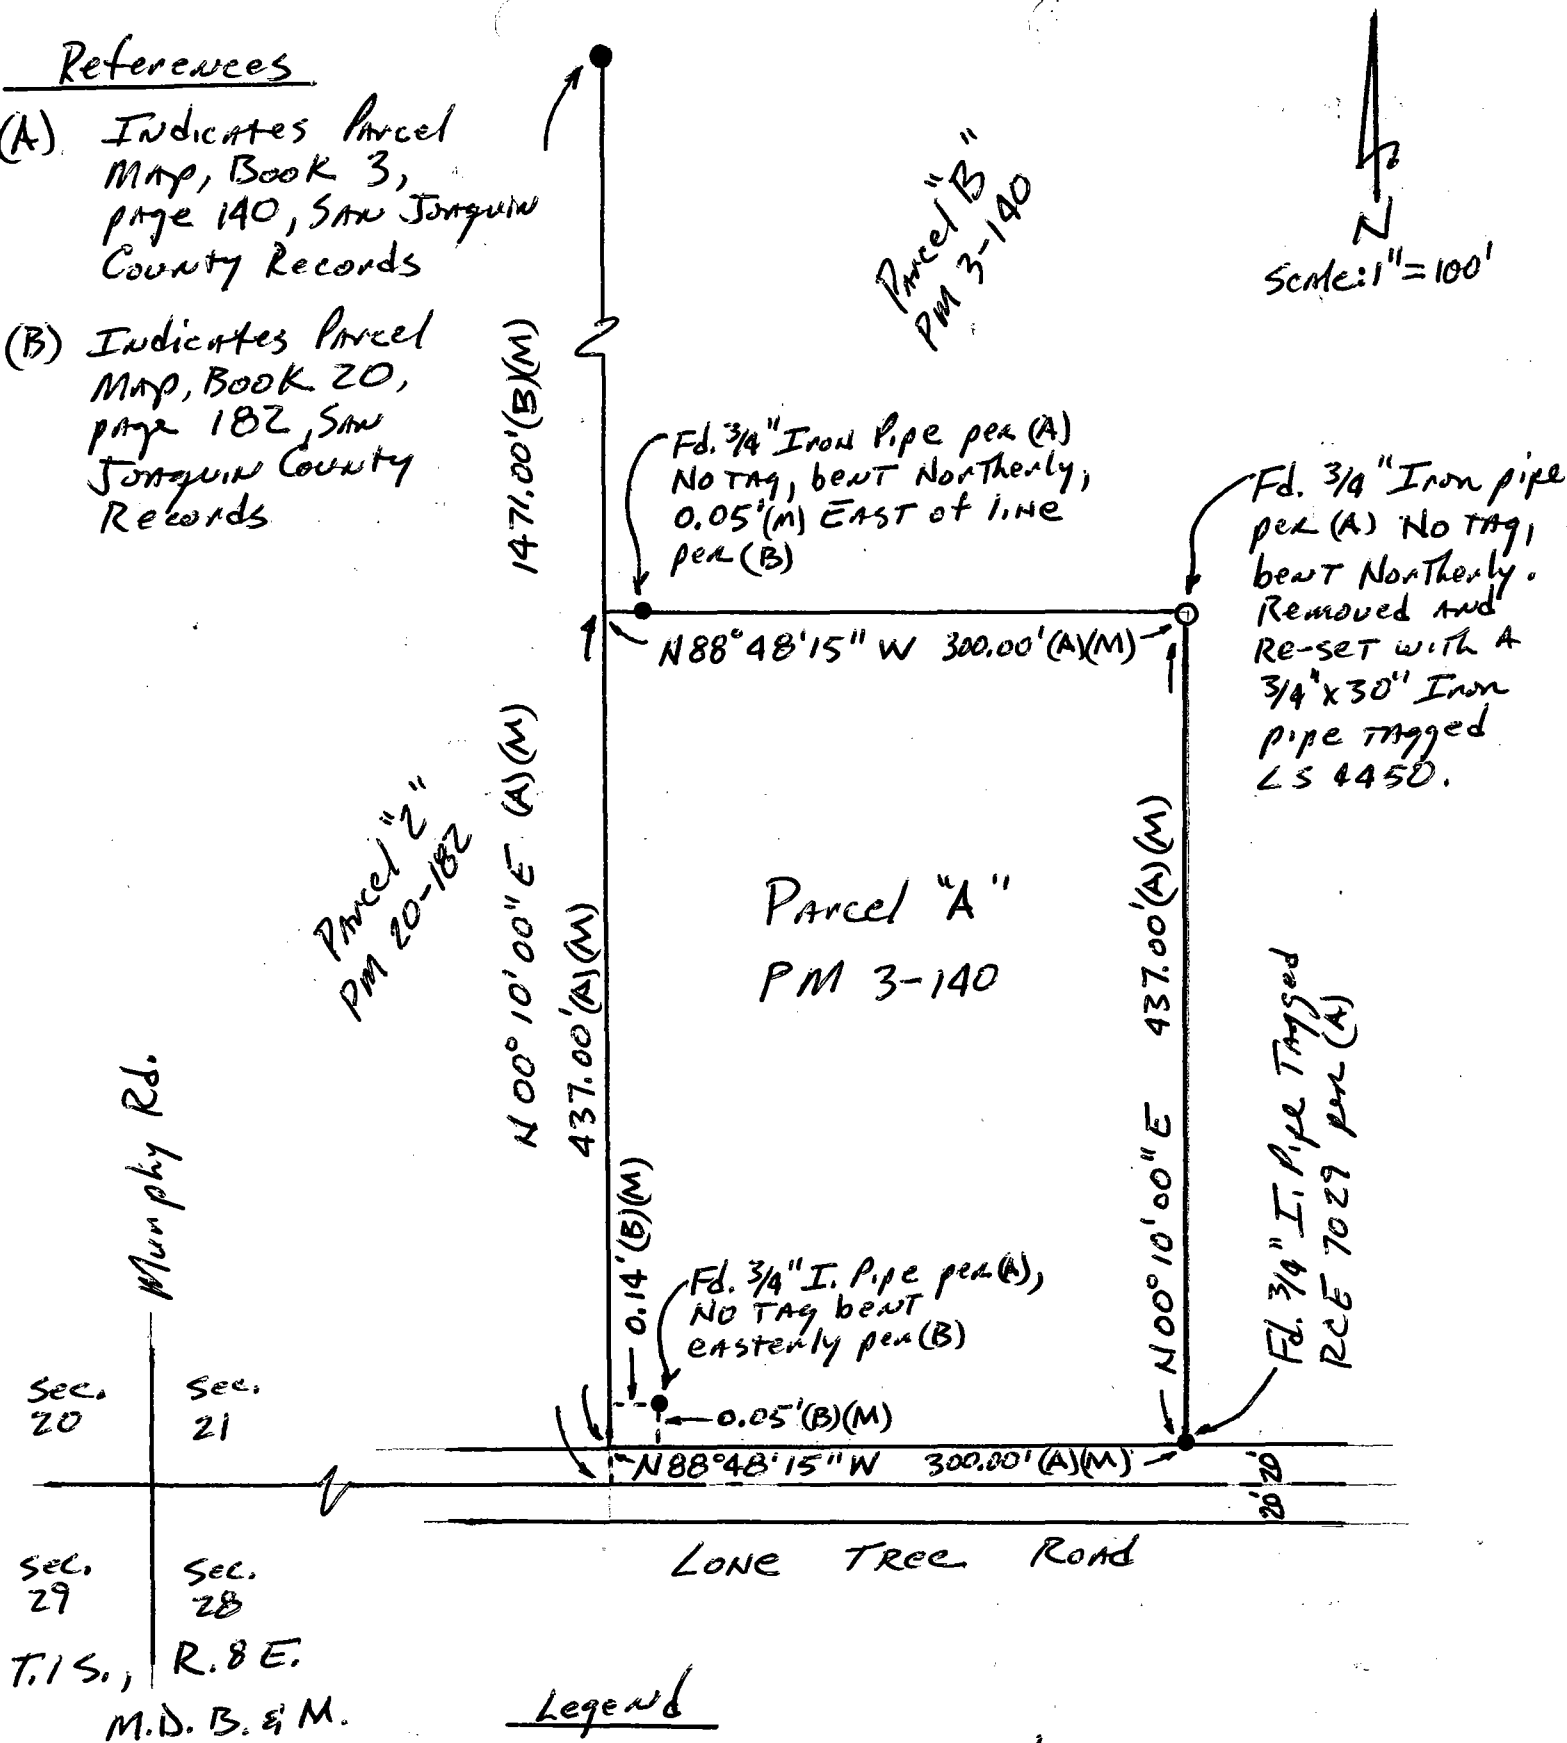 References
(A) Indicates Parcel
Map, Book 3,
page 140, San Joaquin
County Records
(B) Indicates Parcel
Map, Book 20,
page 182, San
Joaquin County
Records
N
Scale: 1"=100'
Parcel "B"
PM 3-140
1471.00'(B)(M)
Fd. 3/4" Iron Pipe per (A)
No Tag, bent Northerly,
0.05'(M) East of line
per (B)
Fd. 3/4" Iron pipe
per (A) No Tag,
bent Northerly.
Removed and
Re-set with a
3/4"x30" Iron
pipe tagged
LS 4450.
N88°48'15" W 300.00'(A)(M)
N 00° 10' 00" E (A)(M)
437.00'(A)(M)
Parcel "2"
PM 20-182
Parcel "A"
PM 3-140
N 00° 10' 00" E 437.00'(A)(M)
Fd. 3/4" I. Pipe Tagged
RCE 7029 per (A)
Murphy Rd.
0.14'(B)(M)
Fd. 3/4" I. Pipe per (A),
No Tag bent
easterly per (B)
0.05'(B)(M)
Sec.
20
Sec.
21
N88°48'15" W 300.00'(A)(M)
20' 20'
Lone Tree Road
Sec.
29
Sec.
28
T.1 S., R.8 E.
M.D. B. & M.
Legend